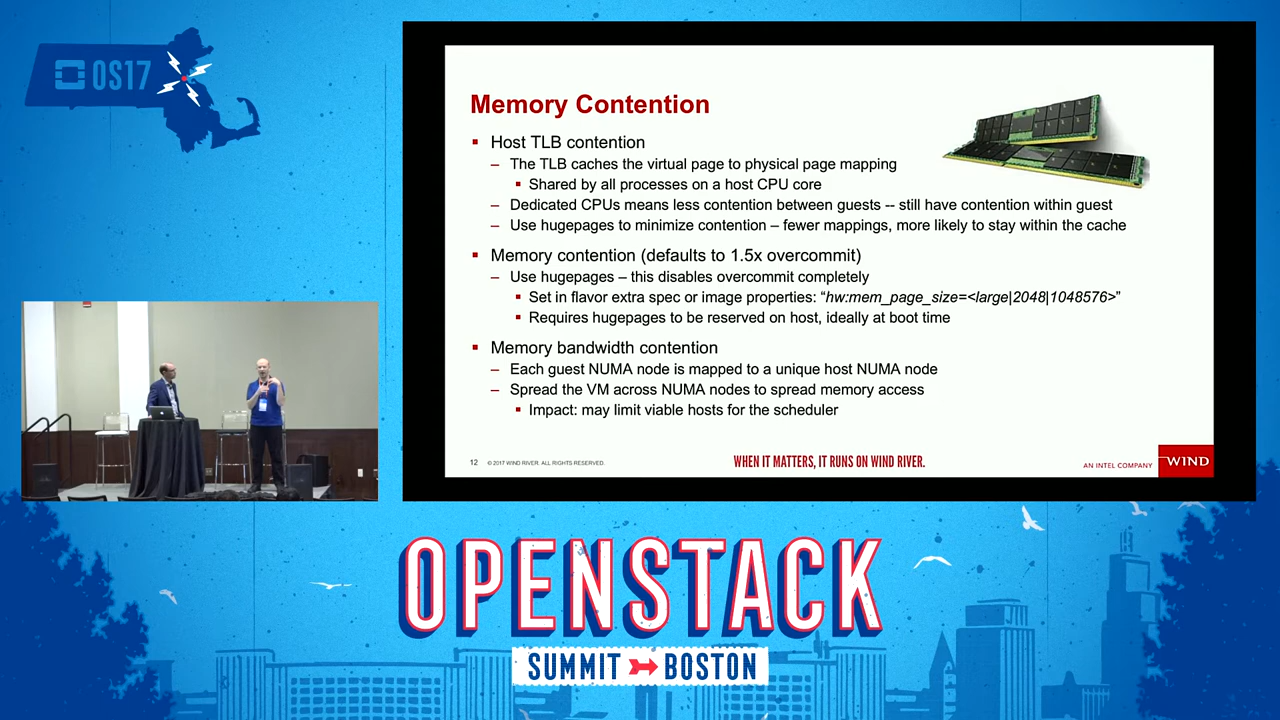 OS17
Memory Contention
▪ Host TLB contention
– The TLB caches the virtual page to physical page mapping
▪ Shared by all processes on a host CPU core
– Dedicated CPUs means less contention between guests -- still have contention within guest
– Use hugepages to minimize contention – fewer mappings, more likely to stay within the cache
▪ Memory contention (defaults to 1.5x overcommit)
– Use hugepages – this disables overcommit completely
▪ Set in flavor extra spec or image properties: “hw:mem_page_size=<large|2048|1048576>”
▪ Requires hugepages to be reserved on host, ideally at boot time
▪ Memory bandwidth contention
– Each guest NUMA node is mapped to a unique host NUMA node
– Spread the VM across NUMA nodes to spread memory access
▪ Impact: may limit viable hosts for the scheduler
12 © 2017 WIND RIVER. ALL RIGHTS RESERVED.
WHEN IT MATTERS, IT RUNS ON WIND RIVER.
AN INTEL COMPANY
WIND
OPENSTACK
SUMMIT BOSTON